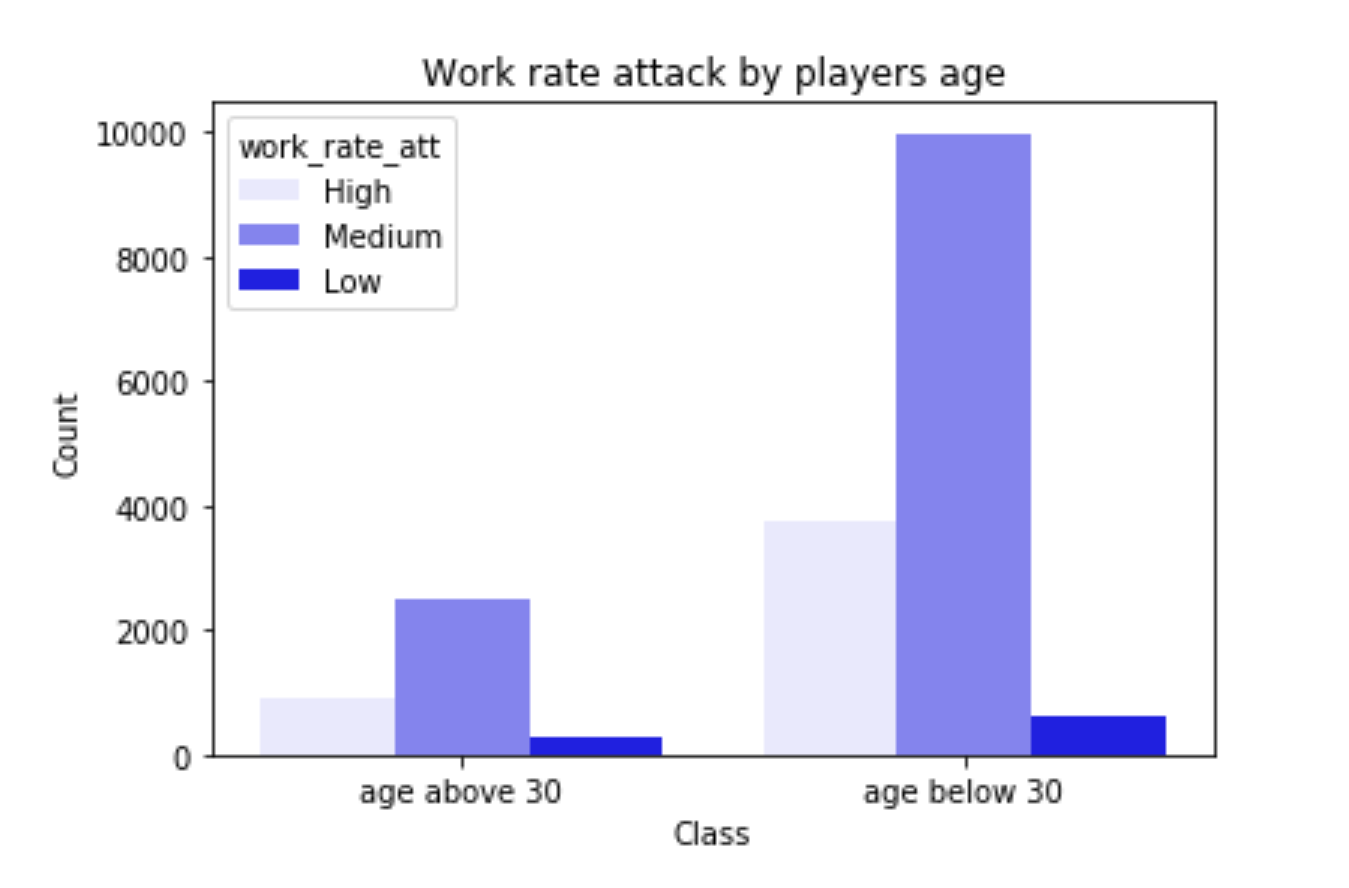 Work rate attack by players age
10000
8000
6000
4000
2000
0
Count
work_rate_att
High
Medium
Low
age above 30
age below 30
Class